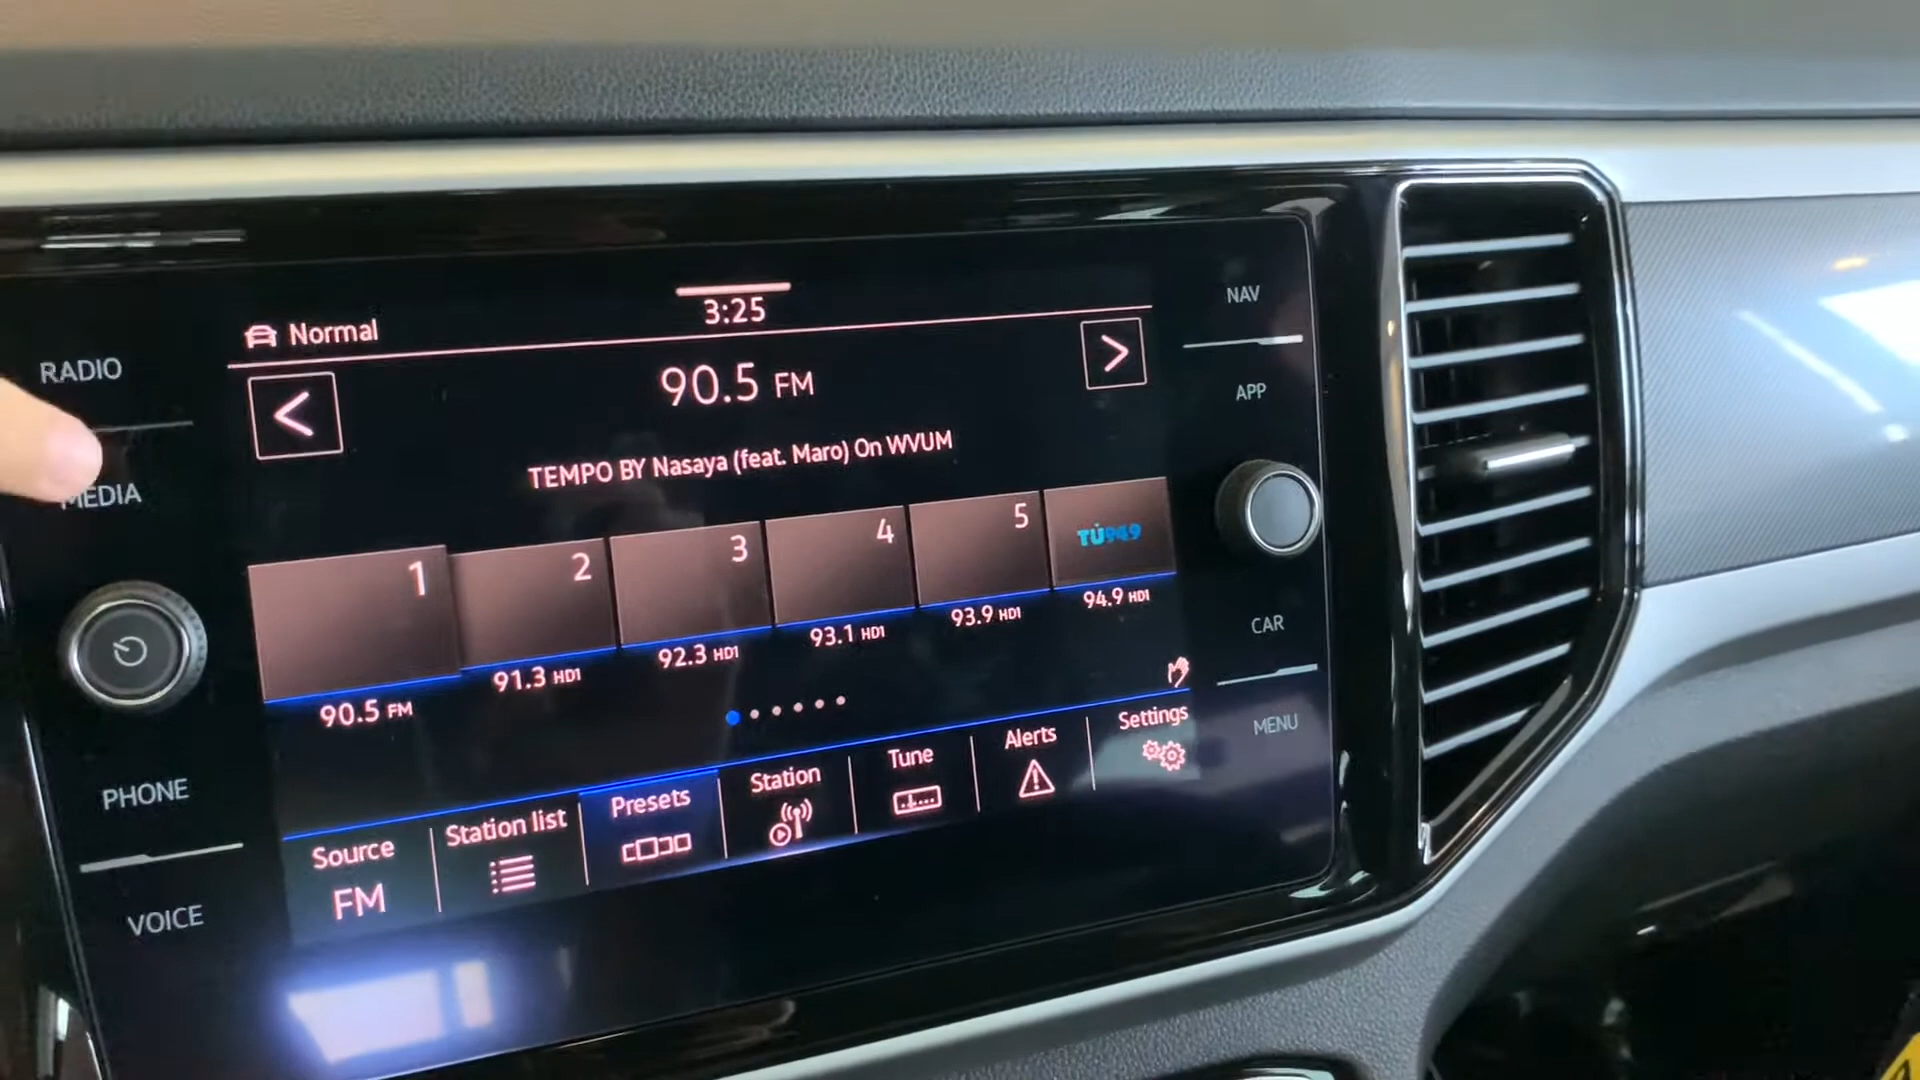 RADIO
MEDIA
PHONE
VOICE
Normal
3:25
90.5 FM
TEMPO BY Nasaya (feat. Maro) On WVUM
1
2
3
4
5
TÚ949
90.5 FM
91.3 HD1
92.3 HD1
93.1 HD1
93.9 HD1
94.9 HD1
Source
FM
Station list
Presets
Station
Tune
Alerts
Settings
NAV
APP
CAR
MENU